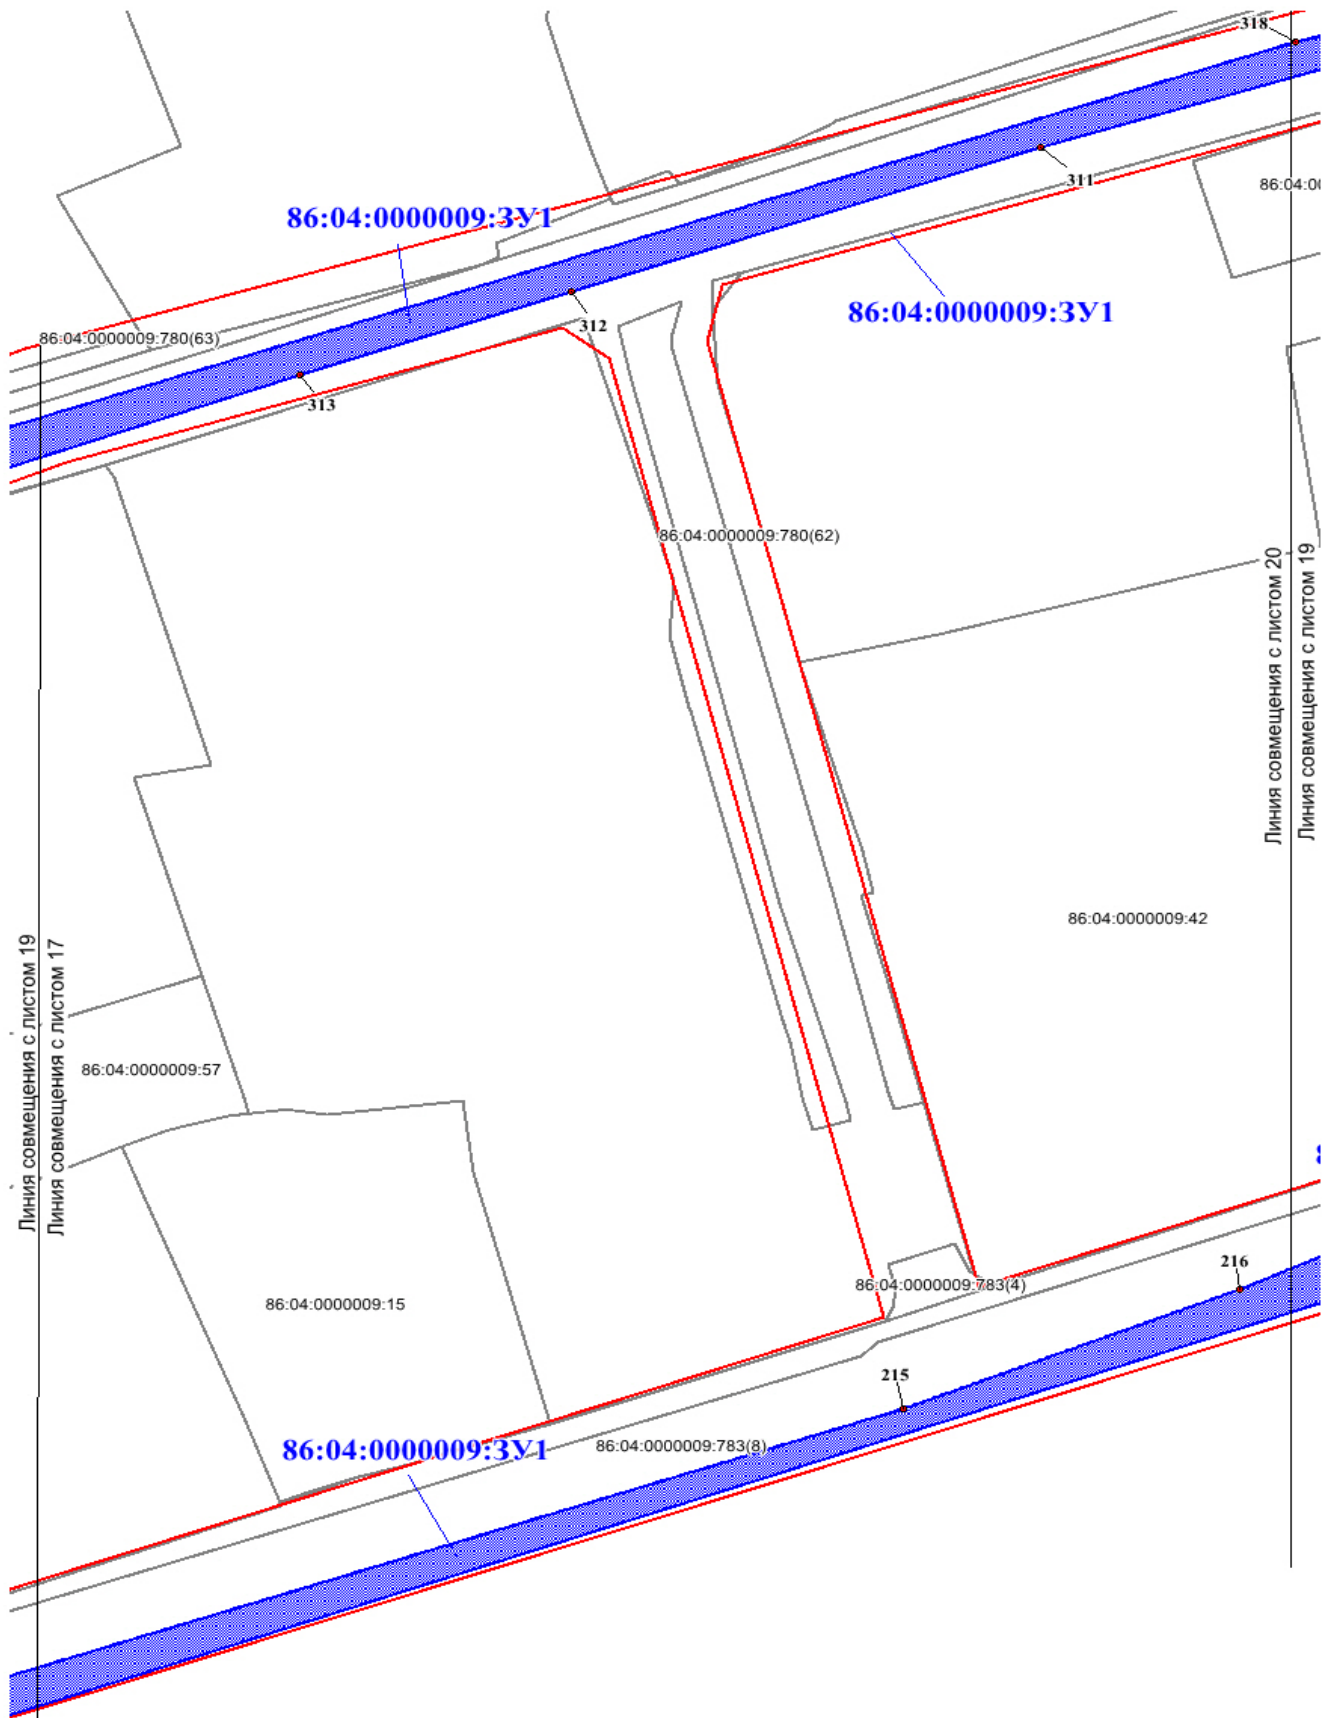 318
311
86:04:00
86:04:0000009:ЗУ1
86:04:0000009:ЗУ1
312
86:04:0000009:780(63)
313
86:04:0000009:780(62)
Линия совмещения с листом 20
Линия совмещения с листом 19
86:04:0000009:42
Линия совмещения с листом 19
Линия совмещения с листом 17
86:04:0000009:57
86:04:0000009:15
86:04:0000009:783(4)
216
215
86:04:0000009:783(8)
86:04:0000009:ЗУ1